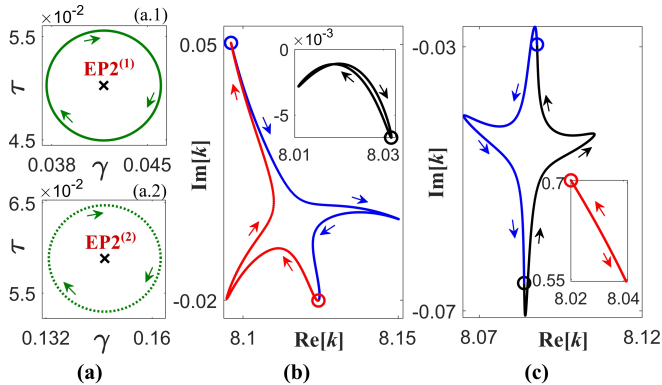 (a.1)
5.5
×10⁻²
EP2⁽¹⁾
τ
4.5
0.038
0.045
γ
(a.2)
6.5
×10⁻²
EP2⁽²⁾
τ
5.5
0.132
0.16
γ
(a)
0.05
Im[k]
-0.02
8.1
8.15
Re[k]
0
×10⁻³
-5
8.01
8.03
(b)
-0.03
Im[k]
-0.07
8.07
8.12
Re[k]
0.7
0.55
8.02
8.04
(c)